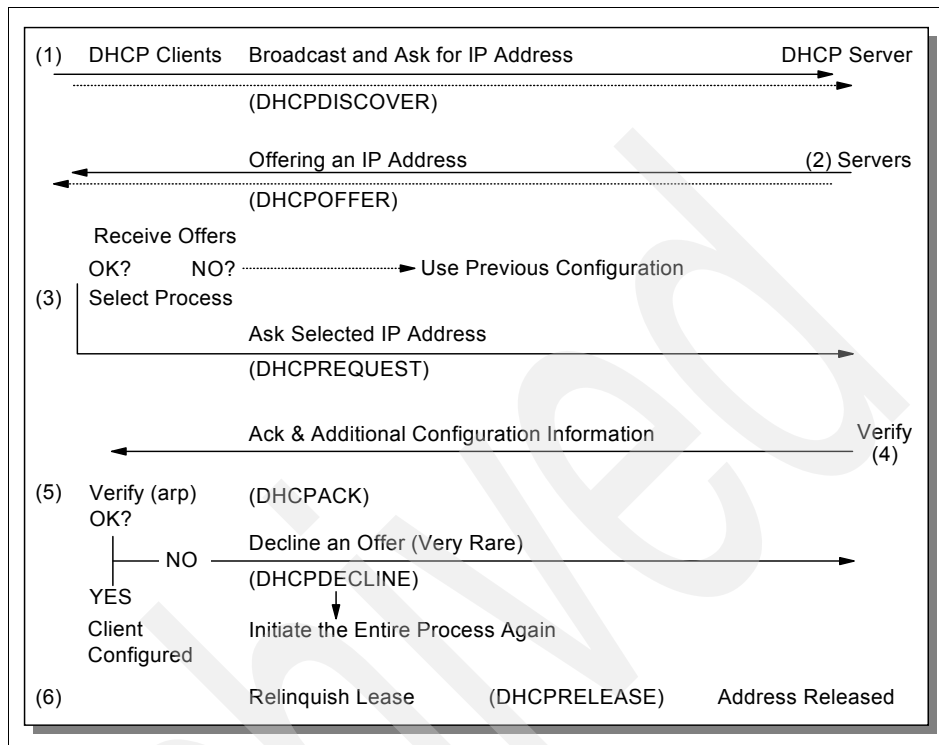 (1) DHCP Clients Broadcast and Ask for IP Address DHCP Server
(DHCPDISCOVER)
Offering an IP Address (2) Servers
(DHCPOFFER)
Receive Offers
OK? NO? Use Previous Configuration
(3) Select Process
Ask Selected IP Address
(DHCPREQUEST)
Ack & Additional Configuration Information Verify
(4)
(5) Verify (arp) (DHCPACK)
OK?
Decline an Offer (Very Rare)
NO
(DHCPDECLINE)
YES
Client Initiate the Entire Process Again
Configured
(6) Relinquish Lease (DHCPRELEASE) Address Released